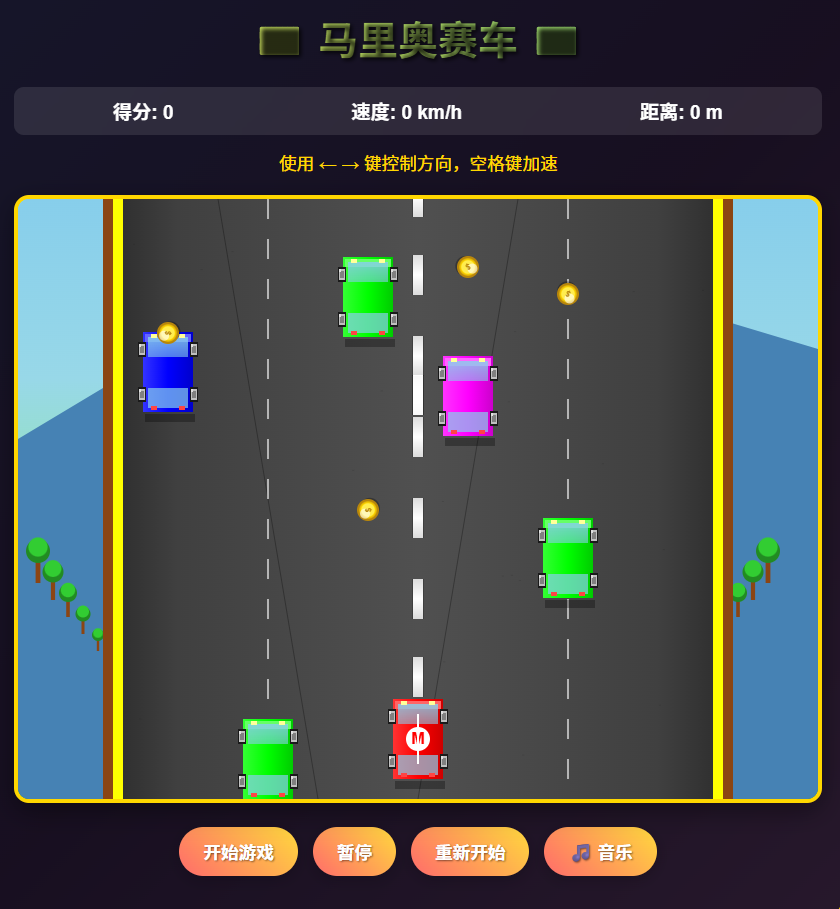 马里奥赛车
得分: 0 速度: 0 km/h 距离: 0 m
使用 ←→ 键控制方向，空格键加速
M
开始游戏 暂停 重新开始 🎵 音乐